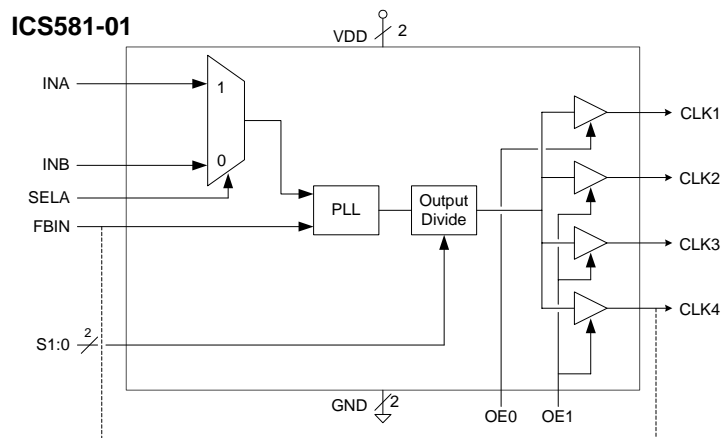 ICS581-01
VDD
2
INA
1
CLK1
INB
0
CLK2
SELA
PLL
Output
Divide
FBIN
CLK3
CLK4
S1:0
2
GND
2
OE0
OE1